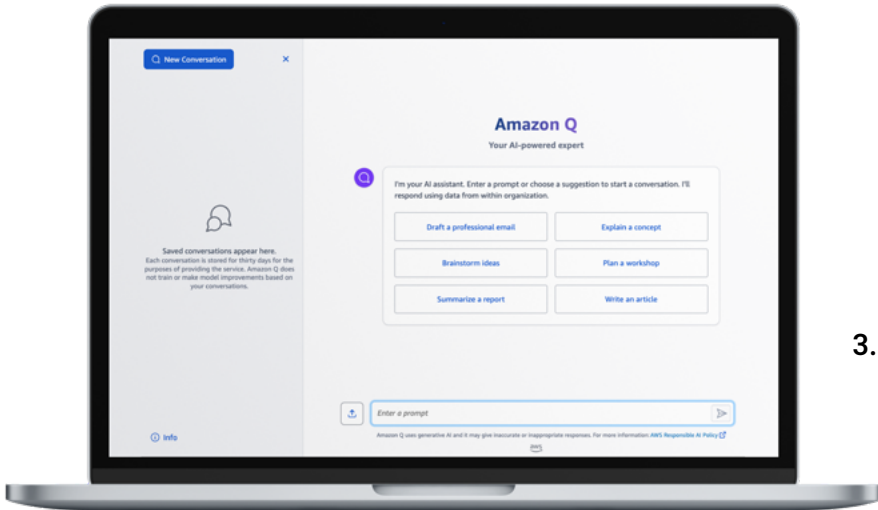 New Conversation
Amazon Q
Your AI-powered expert
I'm your AI assistant. Enter a prompt or choose a suggestion to start a conversation. I'll
respond using data from within organization.
Draft a professional email
Explain a concept
Brainstorm ideas
Plan a workshop
Summarize a report
Write an article
Saved conversations appear here.
Each conversation is stored for thirty days for the
purposes of providing the service. Amazon Q does
not train or make model improvements based on
your conversations.
3.
Enter a prompt
Info
Amazon Q uses generative AI and it may give inaccurate or inappropriate responses. For more information AWS Responsible AI Policy
aws